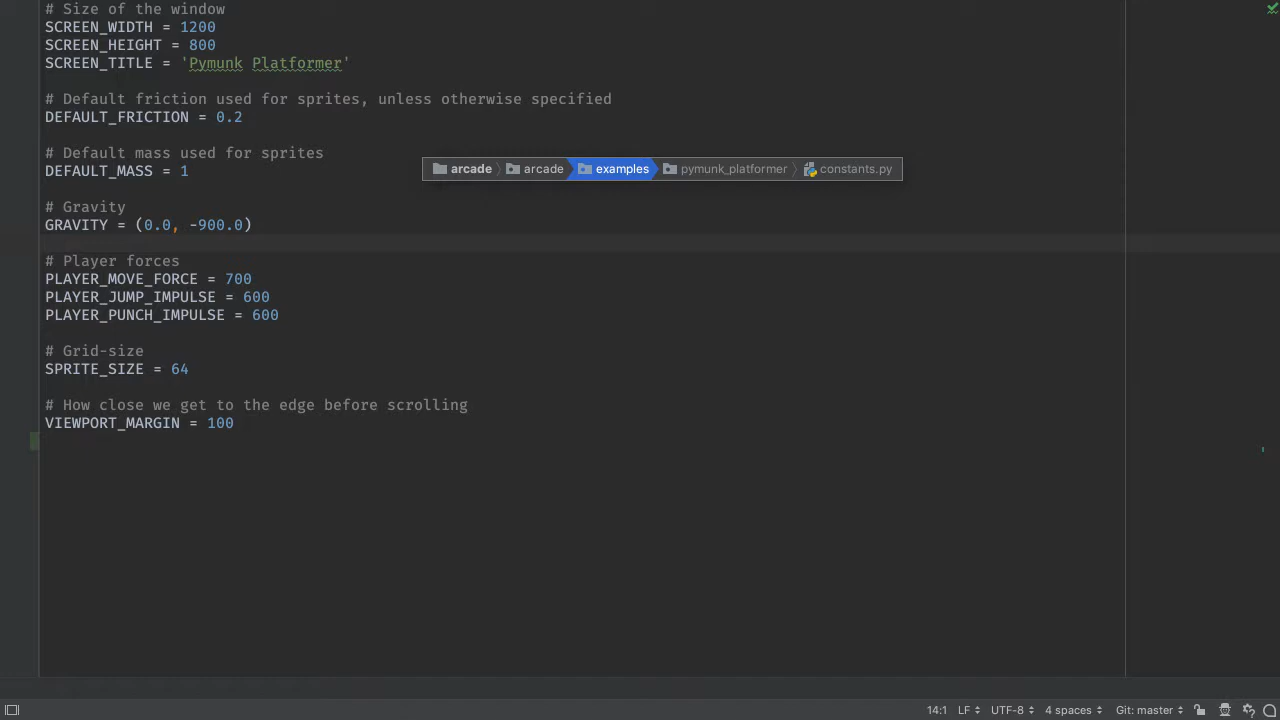 # Size of the window
SCREEN_WIDTH = 1200
SCREEN_HEIGHT = 800
SCREEN_TITLE = 'Pymunk Platformer'
# Default friction used for sprites, unless otherwise specified
DEFAULT_FRICTION = 0.2
# Default mass used for sprites
DEFAULT_MASS = 1
arcade arcade examples pymunk_platformer constants.py
# Gravity
GRAVITY = (0.0, -900.0)
# Player forces
PLAYER_MOVE_FORCE = 700
PLAYER_JUMP_IMPULSE = 600
PLAYER_PUNCH_IMPULSE = 600
# Grid-size
SPRITE_SIZE = 64
# How close we get to the edge before scrolling
VIEWPORT_MARGIN = 100
14:1 LF UTF-8 4 spaces Git: master